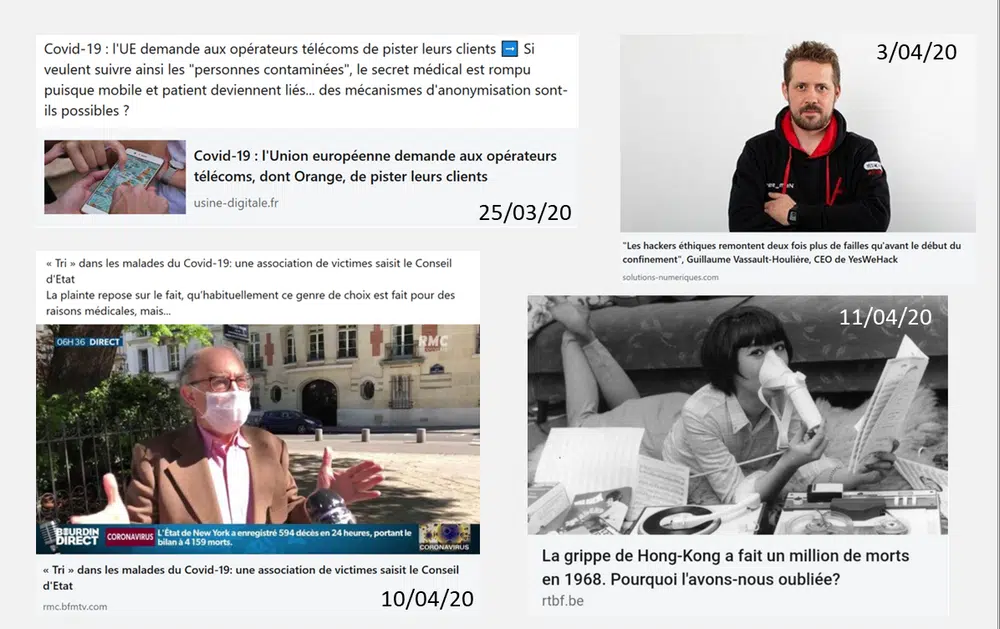 Covid-19 : l'UE demande aux opérateurs télécoms de pister leurs clients ➡️ Si
veulent suivre ainsi les "personnes contaminées", le secret médical est rompu
puisque mobile et patient deviennent liés... des mécanismes d'anonymisation sont-
ils possibles ?
Covid-19 : l'Union européenne demande aux opérateurs
télécoms, dont Orange, de pister leurs clients
usine-digitale.fr
25/03/20
3/04/20
"Les hackers éthiques remontent deux fois plus de failles qu'avant le début du
confinement", Guillaume Vassault-Houlière, CEO de YesWeHack
solutions-numeriques.com
« Tri » dans les malades du Covid-19: une association de victimes saisit le Conseil
d'Etat
La plainte repose sur le fait, qu'habituellement ce genre de choix est fait pour des
raisons médicales, mais...
06H36 DIRECT
RMC
BOURDIN
DIRECT
CORONAVIRUS
L'État de New York a enregistré 594 décès en 24 heures, portant le
bilan à 4 159 morts.
CORONAVIRUS
« Tri » dans les malades du Covid-19: une association de victimes saisit le Conseil
d'Etat
rmc.bfmtv.com
10/04/20
11/04/20
La grippe de Hong-Kong a fait un million de morts
en 1968. Pourquoi l'avons-nous oubliée?
rtbf.be